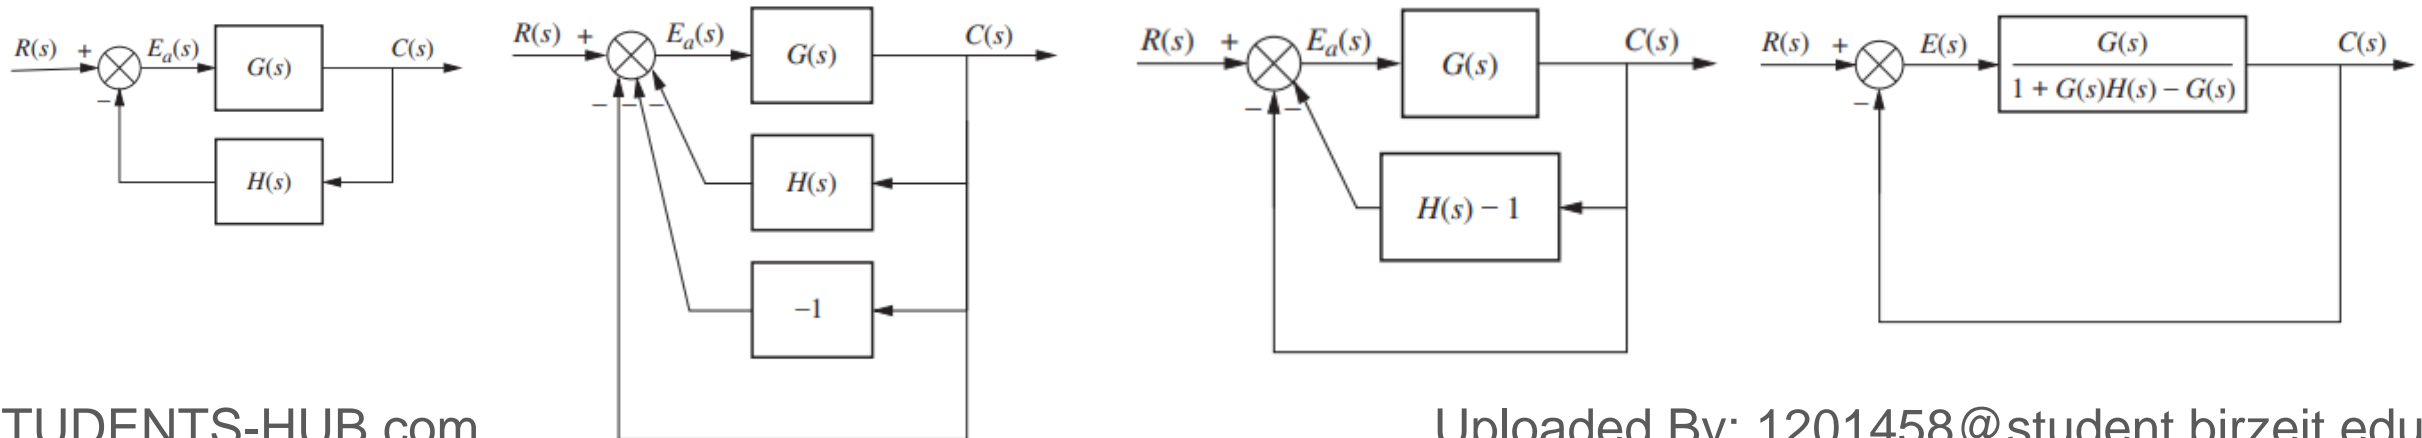 R(s) + Ea(s) G(s) C(s)
−
H(s)
R(s) + Ea(s) G(s) C(s)
− − −
H(s)
−1
R(s) + Ea(s) G(s) C(s)
− −
H(s) − 1
R(s) + E(s) G(s) C(s)
1 + G(s)H(s) − G(s)
−
TUDENTS-HUB.com
Uploaded By: 1201458@student.birzeit.edu